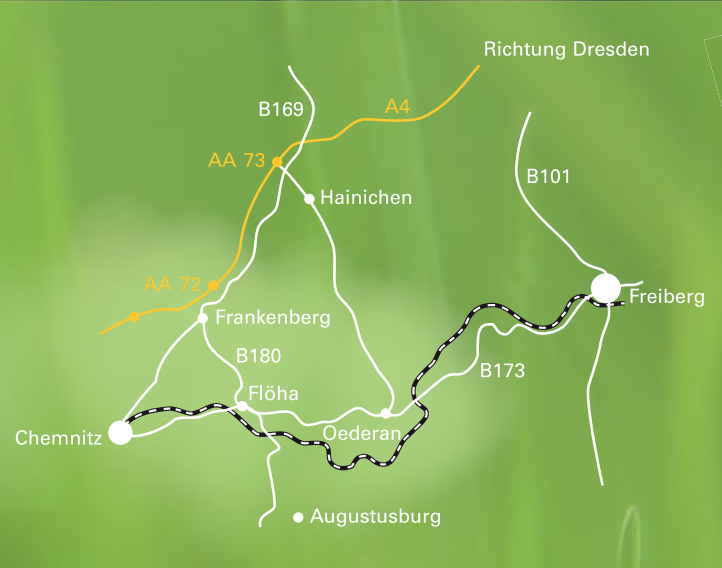 Richtung Dresden
B169
A4
AA 73
B101
Hainichen
AA 72
Freiberg
Frankenberg
B180
B173
Flöha
Chemnitz
Oederan
Augustusburg